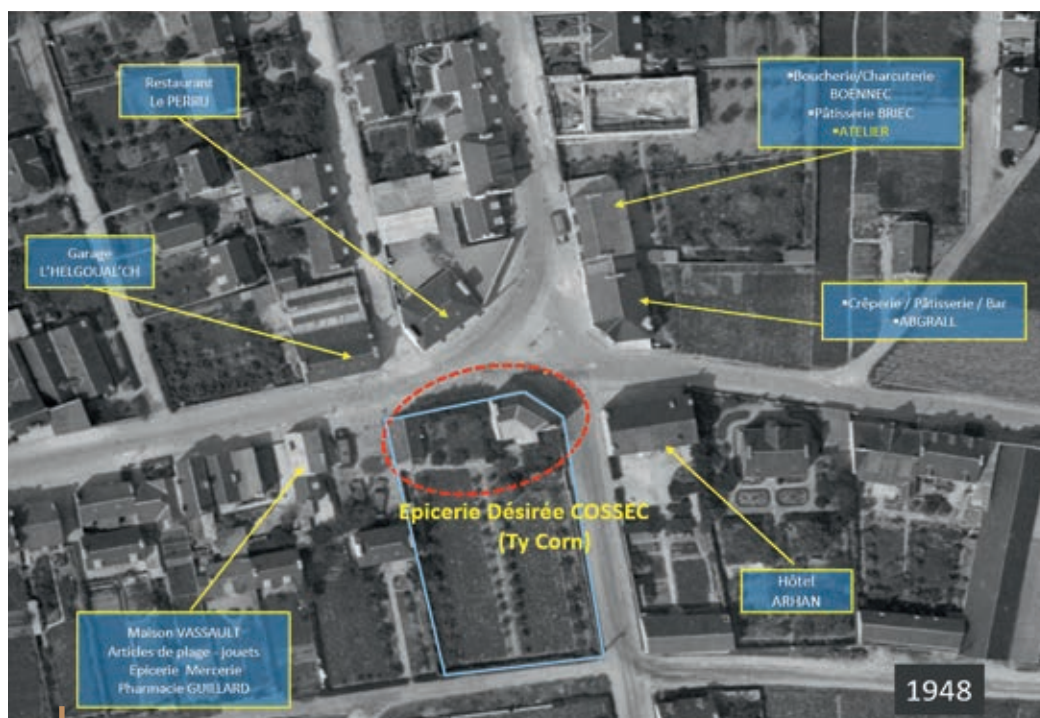 Restaurant
Le PERRU
▪Boucherie/Charcuterie
BOENNEC
▪Pâtisserie BRIEC
▪ATELIER
Garage
L'HELGOUAL'CH
▪Crêperie / Pâtisserie / Bar
▪ABGRALL
Epicerie Désirée COSSEC
(Ty Corn)
Hôtel
ARHAN
Maison VASSAULT
Articles de plage - jouets
Epicerie Mercerie
Pharmacie GUILLARD
1948